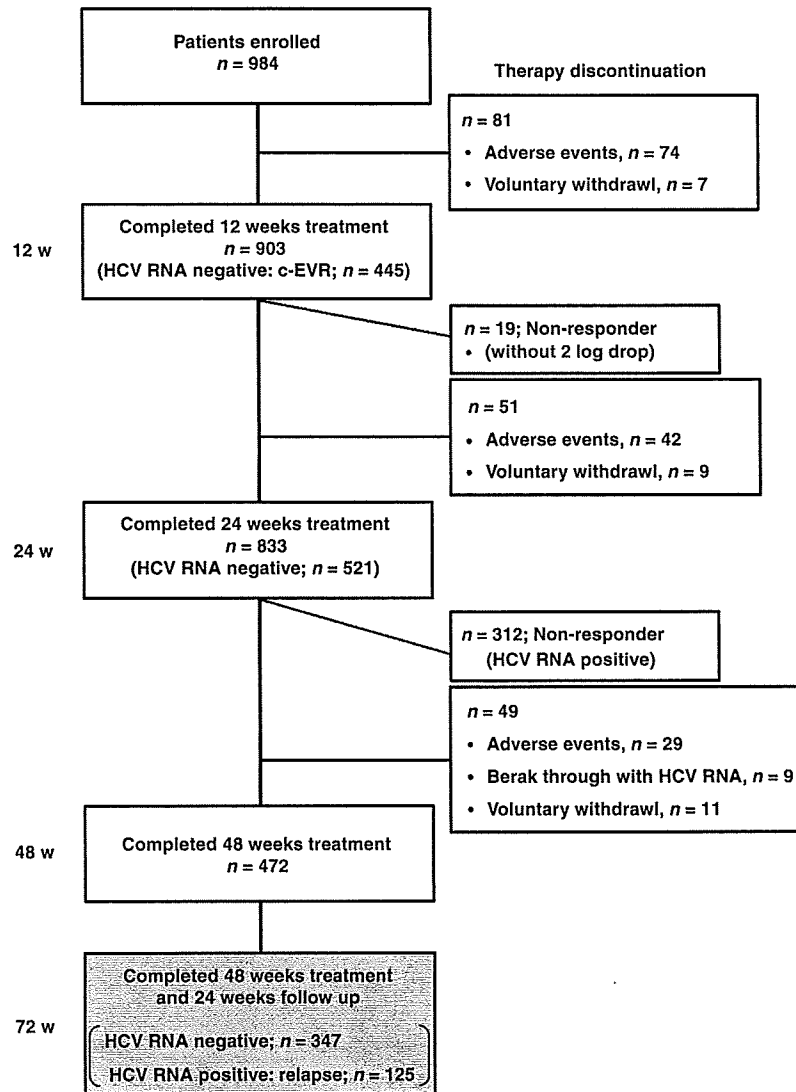 Patients enrolled
n = 984
Therapy discontinuation
n = 81
• Adverse events, n = 74
• Voluntary withdrawl, n = 7
12 w
Completed 12 weeks treatment
n = 903
(HCV RNA negative: c-EVR; n = 445)
n = 19; Non-responder
• (without 2 log drop)
n = 51
• Adverse events, n = 42
• Voluntary withdrawl, n = 9
24 w
Completed 24 weeks treatment
n = 833
(HCV RNA negative; n = 521)
n = 312; Non-responder
(HCV RNA positive)
n = 49
• Adverse events, n = 29
• Berak through with HCV RNA, n = 9
• Voluntary withdrawl, n = 11
48 w
Completed 48 weeks treatment
n = 472
72 w
Completed 48 weeks treatment
and 24 weeks follow up
HCV RNA negative; n = 347
HCV RNA positive: relapse; n = 125